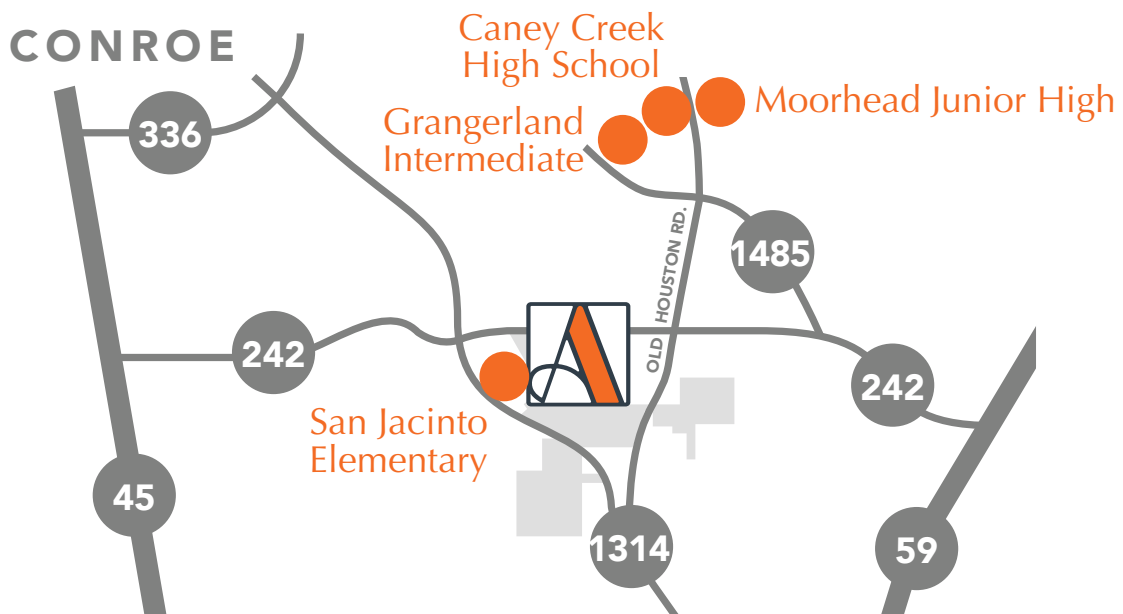 CONROE
Caney Creek
High School
Moorhead Junior High
Grangerland
Intermediate
336
OLD HOUSTON RD.
1485
242
242
San Jacinto
Elementary
45
1314
59
A